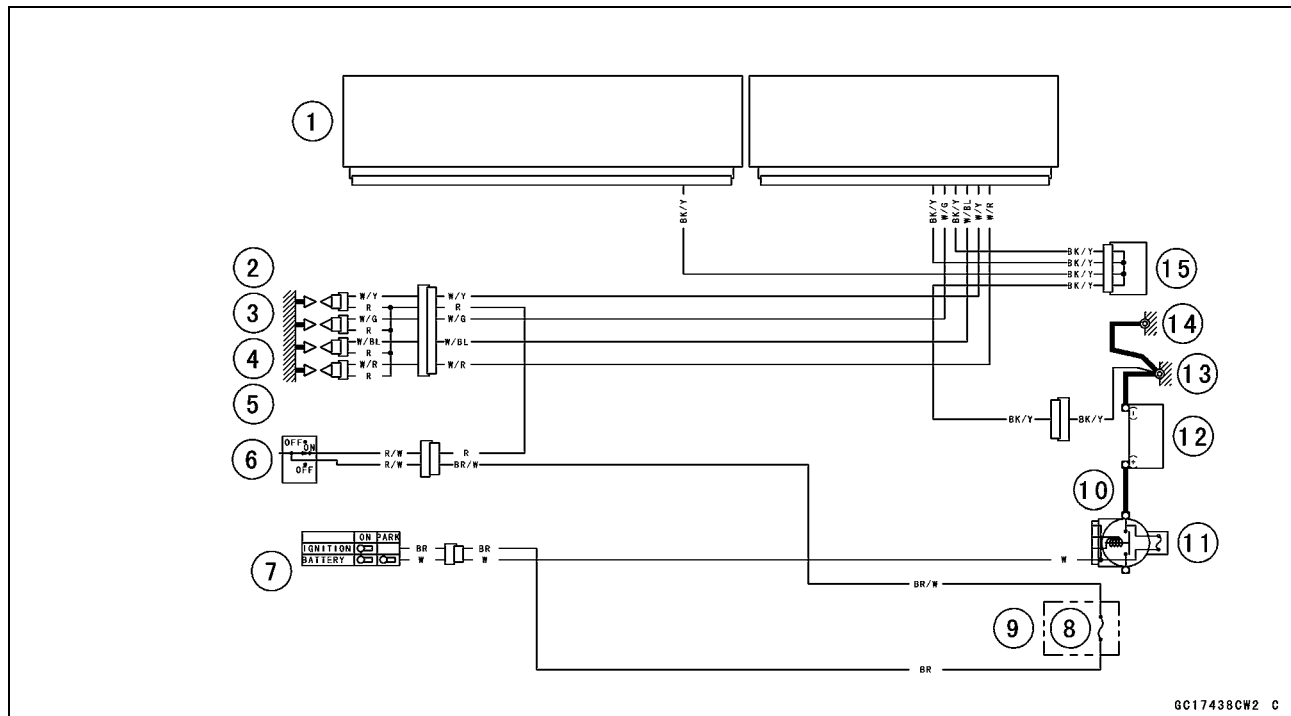 1
BK/Y
BK/Y
W/G
BK/Y
W/BL
W/Y
W/R
2
3
4
5
W/Y
R
W/G
R
W/BL
R
W/R
R
W/Y
R
W/G
W/BL
W/R
BK/Y
BK/Y
BK/Y
BK/Y
15
14
13
BK/Y
BK/Y
(-)
12
(+)
10
11
6
OFF
ON
OFF
R/W
R/W
R
BR/W
7
ON PARK
IGNITION
BATTERY
BR
W
BR
W
W
BR/W
9
8
BR
GC17438CW2 C